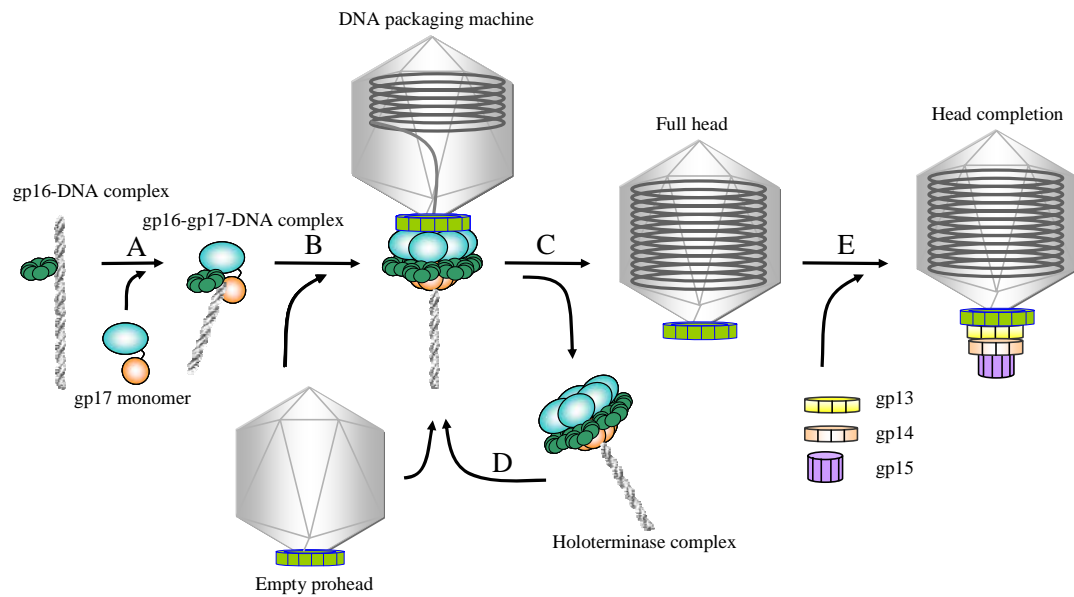 DNA packaging machine
Full head
Head completion
gp16-DNA complex
gp16-gp17-DNA complex
A
B
C
E
gp17 monomer
gp13
gp14
gp15
D
Holoterminase complex
Empty prohead